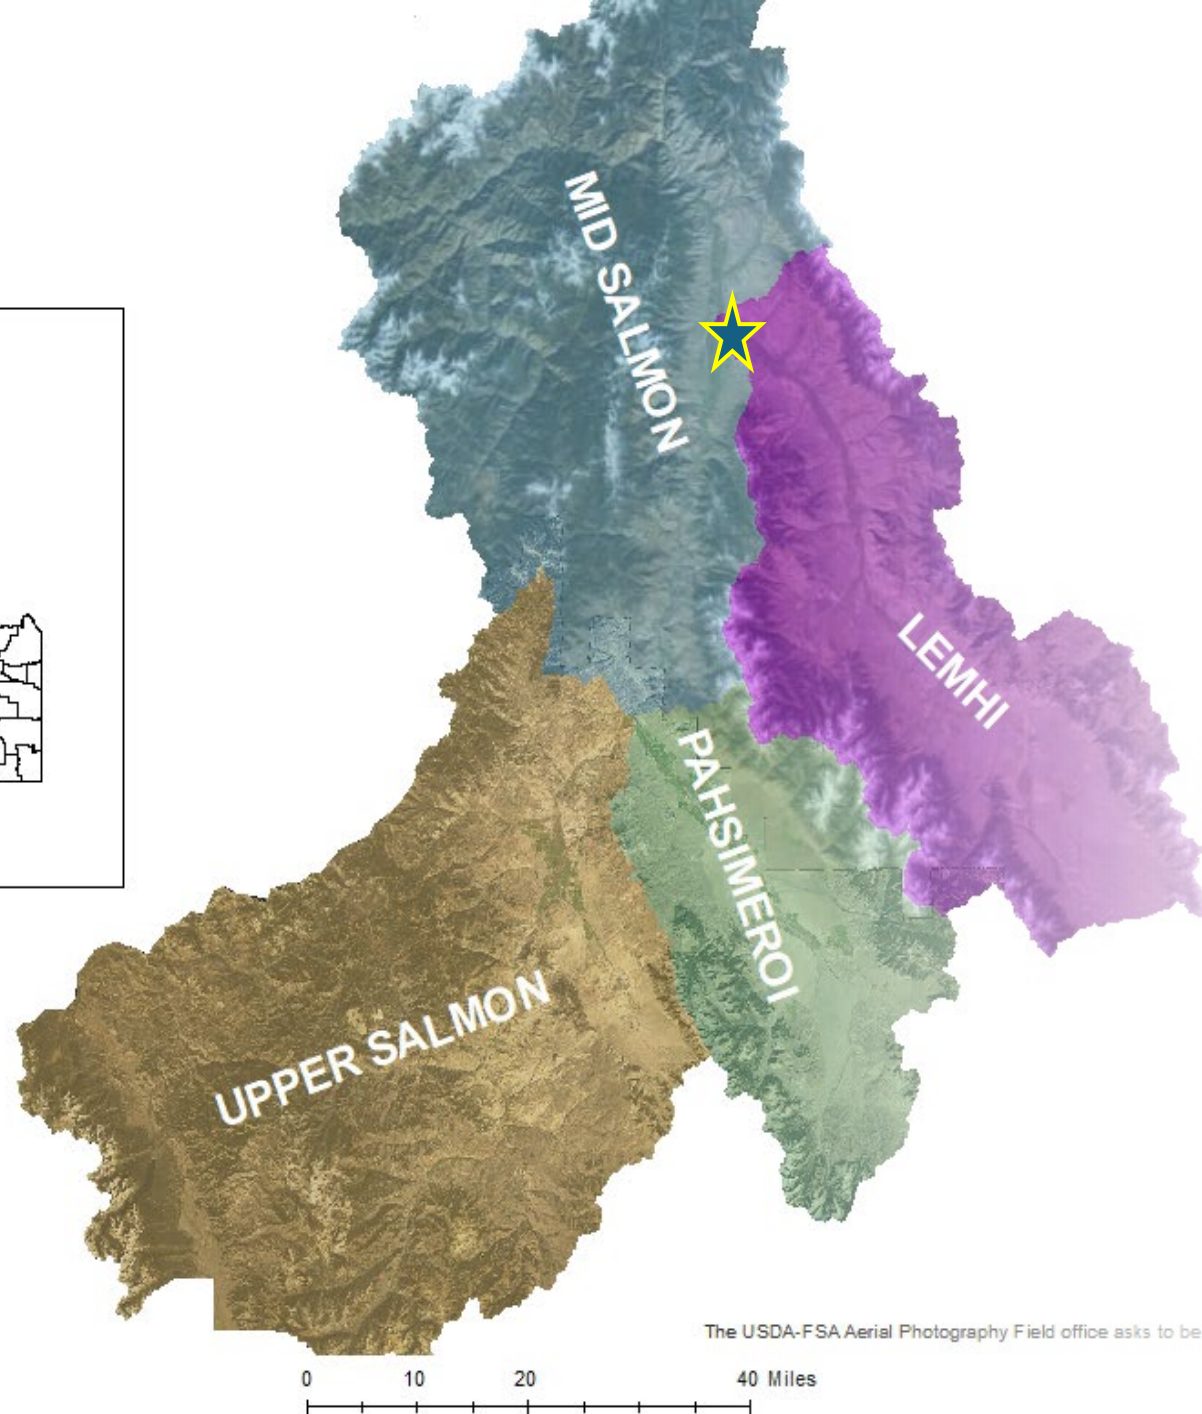 MID SALMON
LEMHI
PAHSIMEROI
UPPER SALMON
The USDA-FSA Aerial Photography Field office asks to be
0 10 20 40 Miles